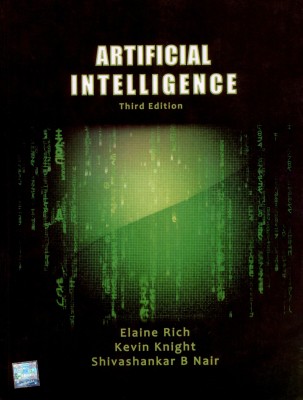 ARTIFICIAL
INTELLIGENCE
Third Edition
Elaine Rich
Kevin Knight
Shivashankar B Nair